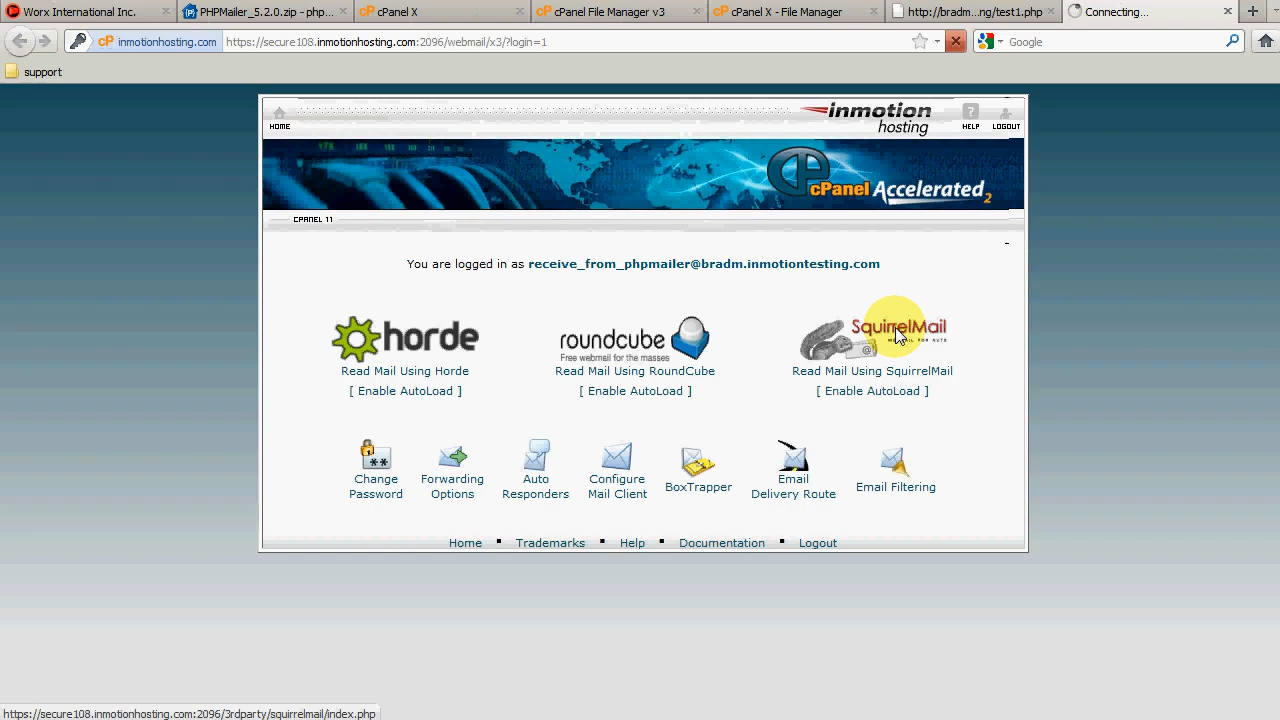 Worx International Inc.
PHPMailer_5.2.0.zip - php...
cPanel X
cPanel File Manager v3
cPanel X - File Manager
http://bradm...ng/test1.php
Connecting...
inmotionhosting.com
https://secure108.inmotionhosting.com:2096/webmail/x3/?login=1
Google
support
HOME
inmotion
hosting
HELP
LOGOUT
cPanel Accelerated2
CPANEL 11
You are logged in as receive_from_phpmailer@bradm.inmotiontesting.com
horde
roundcube
Free webmail for the masses
SquirrelMail
WEBMAIL FOR NUTS
Read Mail Using Horde
Read Mail Using RoundCube
Read Mail Using SquirrelMail
[ Enable AutoLoad ]
[ Enable AutoLoad ]
[ Enable AutoLoad ]
Change
Password
Forwarding
Options
Auto
Responders
Configure
Mail Client
BoxTrapper
Email
Delivery Route
Email Filtering
Home
Trademarks
Help
Documentation
Logout
https://secure108.inmotionhosting.com:2096/3rdparty/squirrelmail/index.php